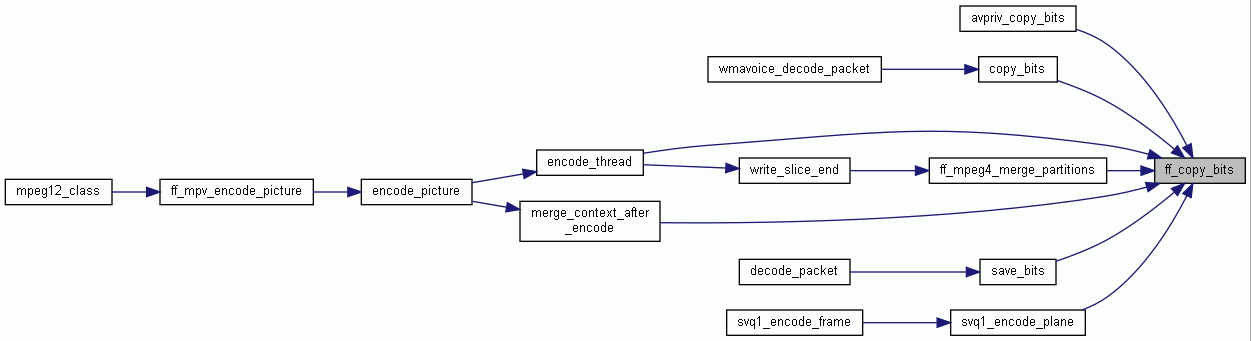 avpriv_copy_bits
wmavoice_decode_packet
copy_bits
encode_thread
write_slice_end
ff_mpeg4_merge_partitions
ff_copy_bits
mpeg12_class
ff_mpv_encode_picture
encode_picture
merge_context_after
_encode
decode_packet
save_bits
svq1_encode_frame
svq1_encode_plane